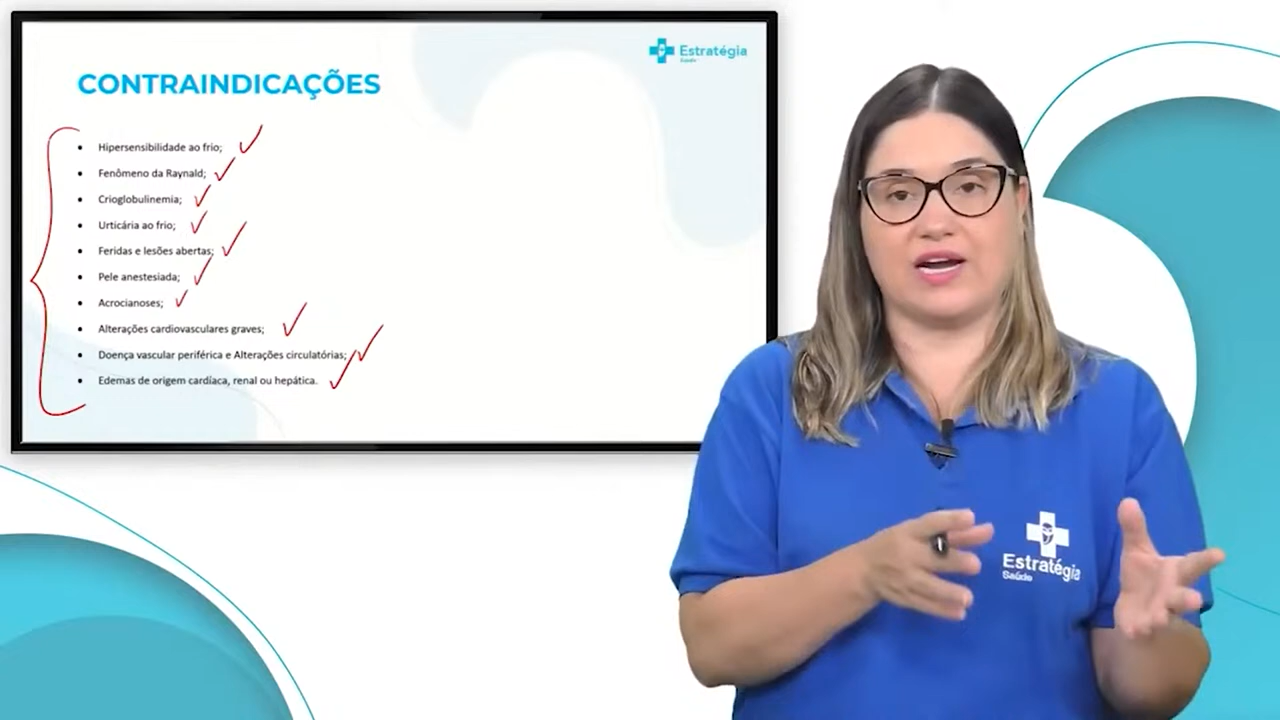 Estratégia
Saúde
CONTRAINDICAÇÕES
• Hipersensibilidade ao frio;
• Fenômeno da Raynald;
• Crioglobulinemia;
• Urticária ao frio;
• Feridas e lesões abertas;
• Pele anestesiada;
• Acrocianoses;
• Alterações cardiovasculares graves;
• Doença vascular periférica e Alterações circulatórias;
• Edemas de origem cardíaca, renal ou hepática.
Estratégia
Saúde